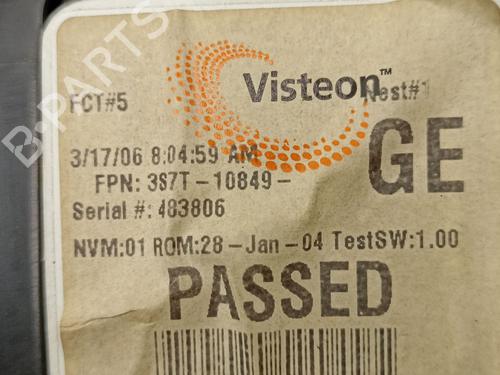 Visteon™
FCT#5 Nest#1
3/17/06 8:04:59 AM
FPN: 3S7T-10849-
GE
Serial #: 483806
NVM:01 ROM:28-Jan-04 TestSW:1.00
PASSED
B-PARTS